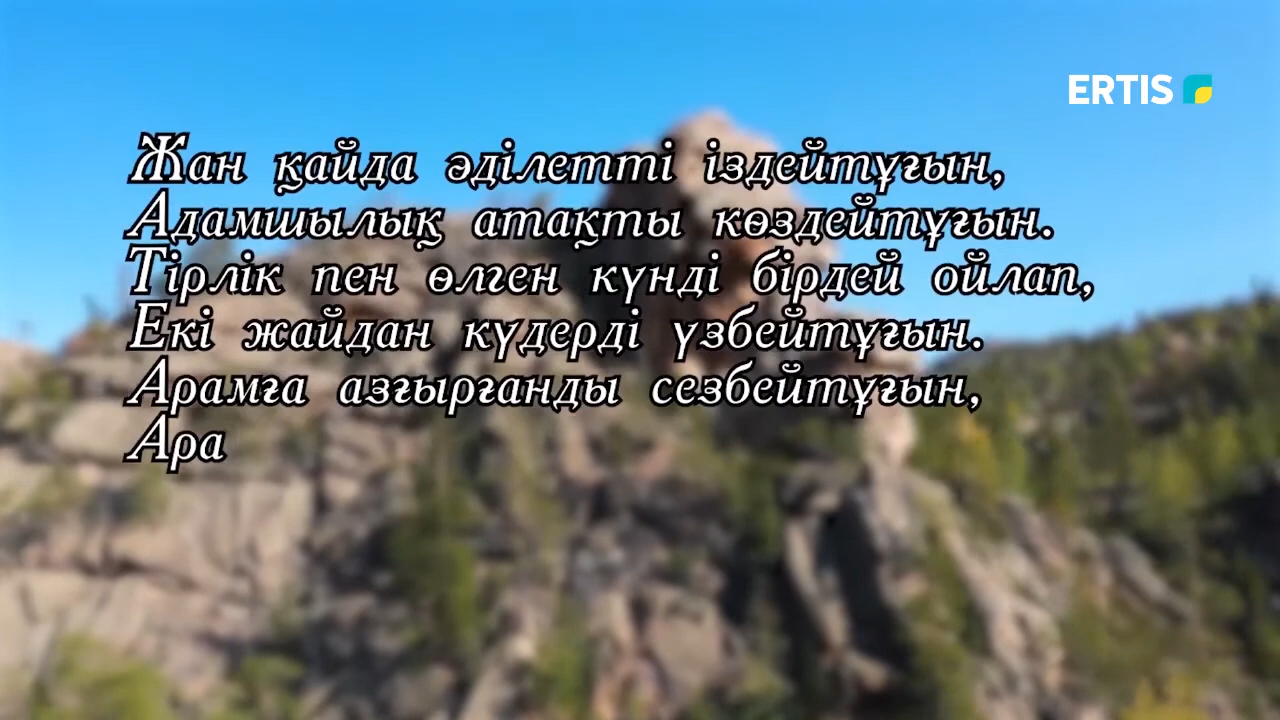 ERTIS
Жан қайда әділетті іздейтұғын,
Адамшылық атақты көздейтұғын.
Тірлік пен өлген күнді бірдей ойлап,
Екі жайдан күдерді үзбейтұғын.
Арамға азғырғанды сезбейтұғын,
Ара